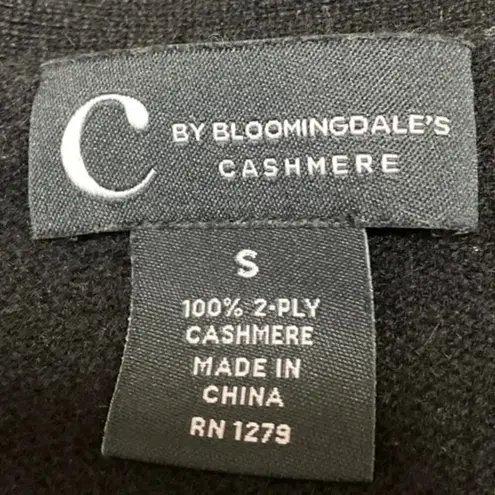 C BY BLOOMINGDALE'S
CASHMERE
S
100% 2-PLY
CASHMERE
MADE IN
CHINA
RN 1279